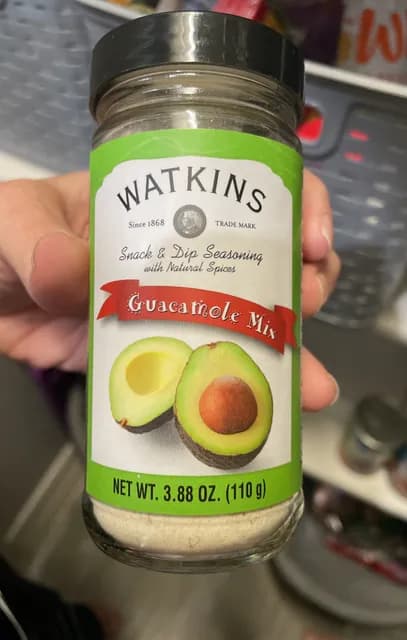 WATKINS
Since 1868 TRADE MARK
Snack & Dip Seasoning
with Natural Spices
Guacamole Mix
NET WT. 3.88 OZ. (110 g)